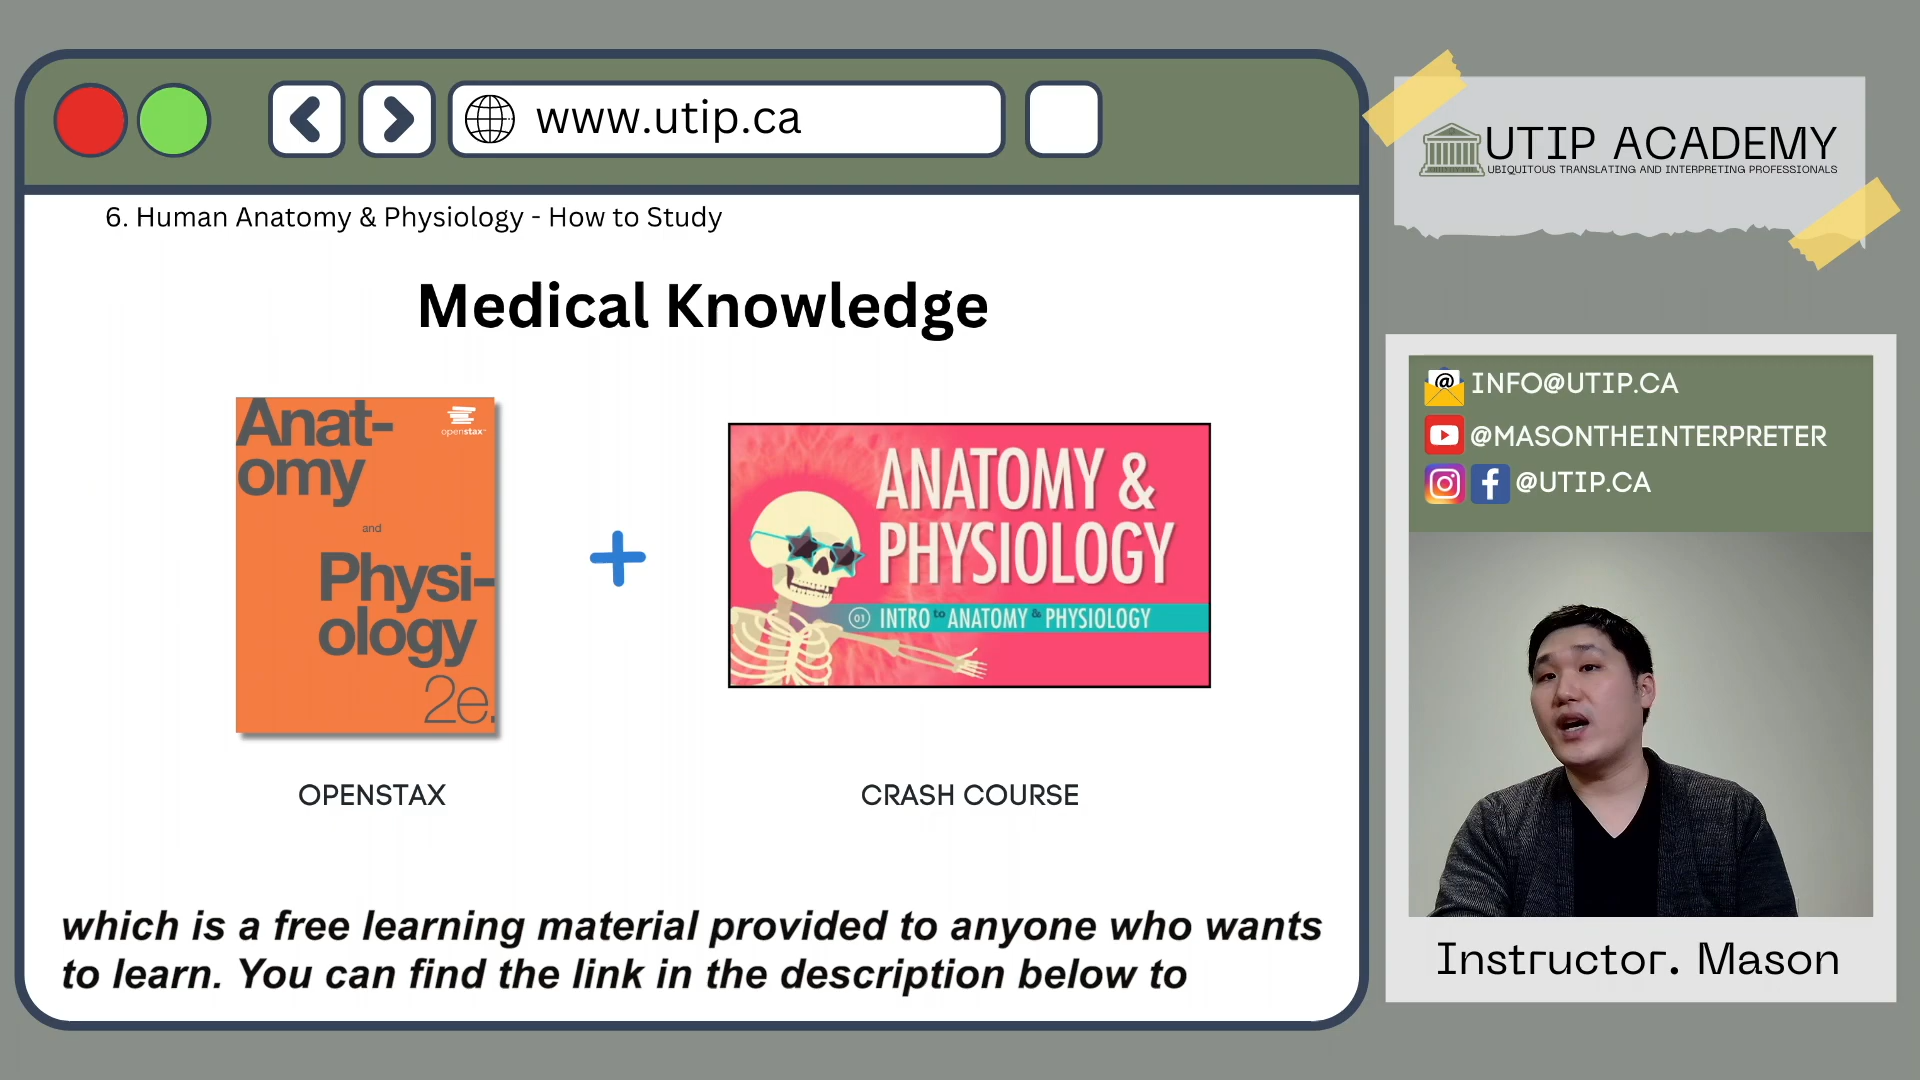 www.utip.ca
6. Human Anatomy & Physiology - How to Study
Medical Knowledge
Anat-
omy
and
Physi-
ology
2e.
openstax
ANATOMY &
PHYSIOLOGY
01 INTRO to ANATOMY & PHYSIOLOGY
OPENSTAX
CRASH COURSE
which is a free learning material provided to anyone who wants
to learn. You can find the link in the description below to
UTIP ACADEMY
UBIQUITOUS TRANSLATING AND INTERPRETING PROFESSIONALS
INFO@UTIP.CA
@MASONTHEINTERPRETER
@UTIP.CA
Instructor. Mason